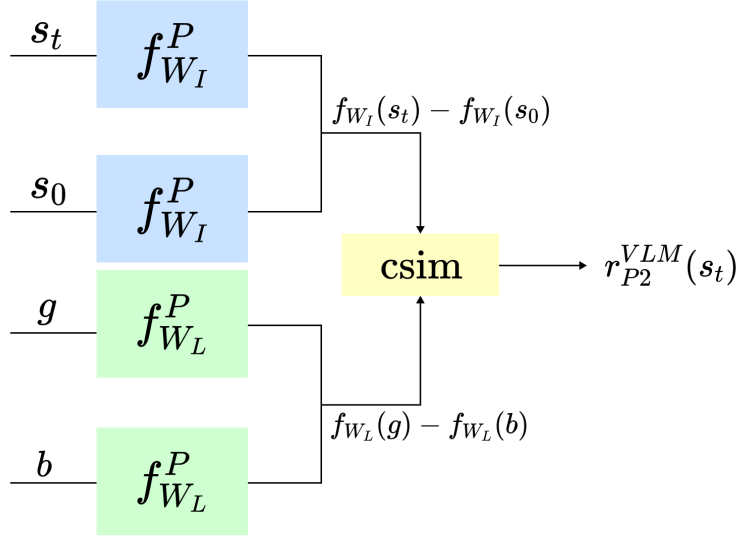 s_t
f^P_{W_I}
f_{W_I}(s_t) − f_{W_I}(s_0)
s_0
f^P_{W_I}
csim
r^{VLM}_{P2}(s_t)
g
f^P_{W_L}
f_{W_L}(g) − f_{W_L}(b)
b
f^P_{W_L}